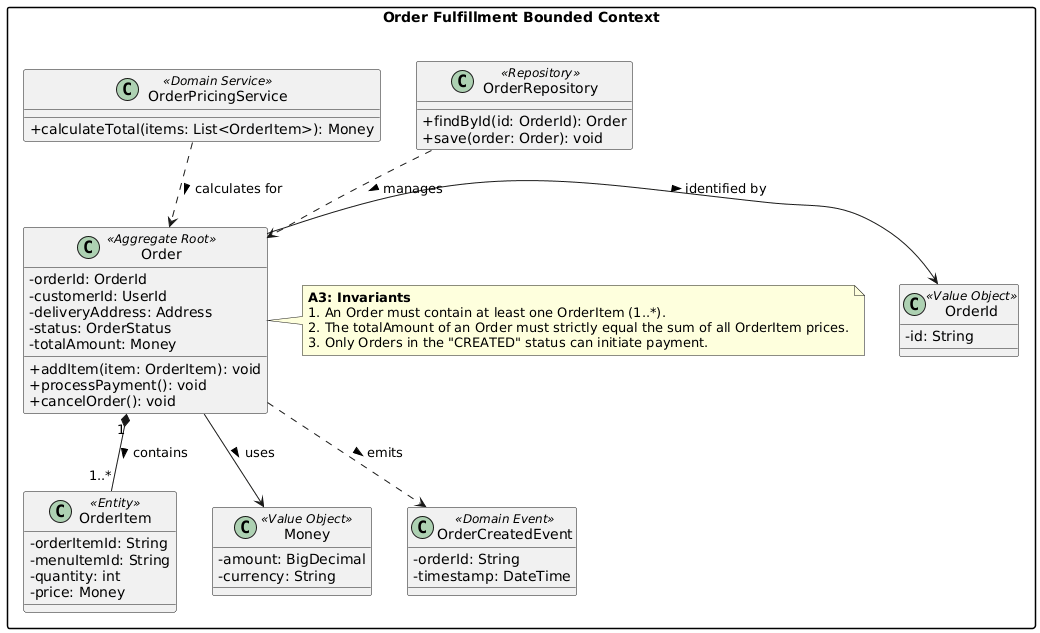 Order Fulfillment Bounded Context
C
«Domain Service»
OrderPricingService
+calculateTotal(items: List<OrderItem>): Money
C
«Repository»
OrderRepository
+findById(id: OrderId): Order
+save(order: Order): void
calculates for
manages
identified by
C
«Aggregate Root»
Order
-orderId: OrderId
-customerId: UserId
-deliveryAddress: Address
-status: OrderStatus
-totalAmount: Money
+addItem(item: OrderItem): void
+processPayment(): void
+cancelOrder(): void
A3: Invariants
1. An Order must contain at least one OrderItem (1..*).
2. The totalAmount of an Order must strictly equal the sum of all OrderItem prices.
3. Only Orders in the "CREATED" status can initiate payment.
C
«Value Object»
OrderId
-id: String
1
contains
1..*
uses
emits
C
«Entity»
OrderItem
-orderItemId: String
-menuItemId: String
-quantity: int
-price: Money
C
«Value Object»
Money
-amount: BigDecimal
-currency: String
C
«Domain Event»
OrderCreatedEvent
-orderId: String
-timestamp: DateTime